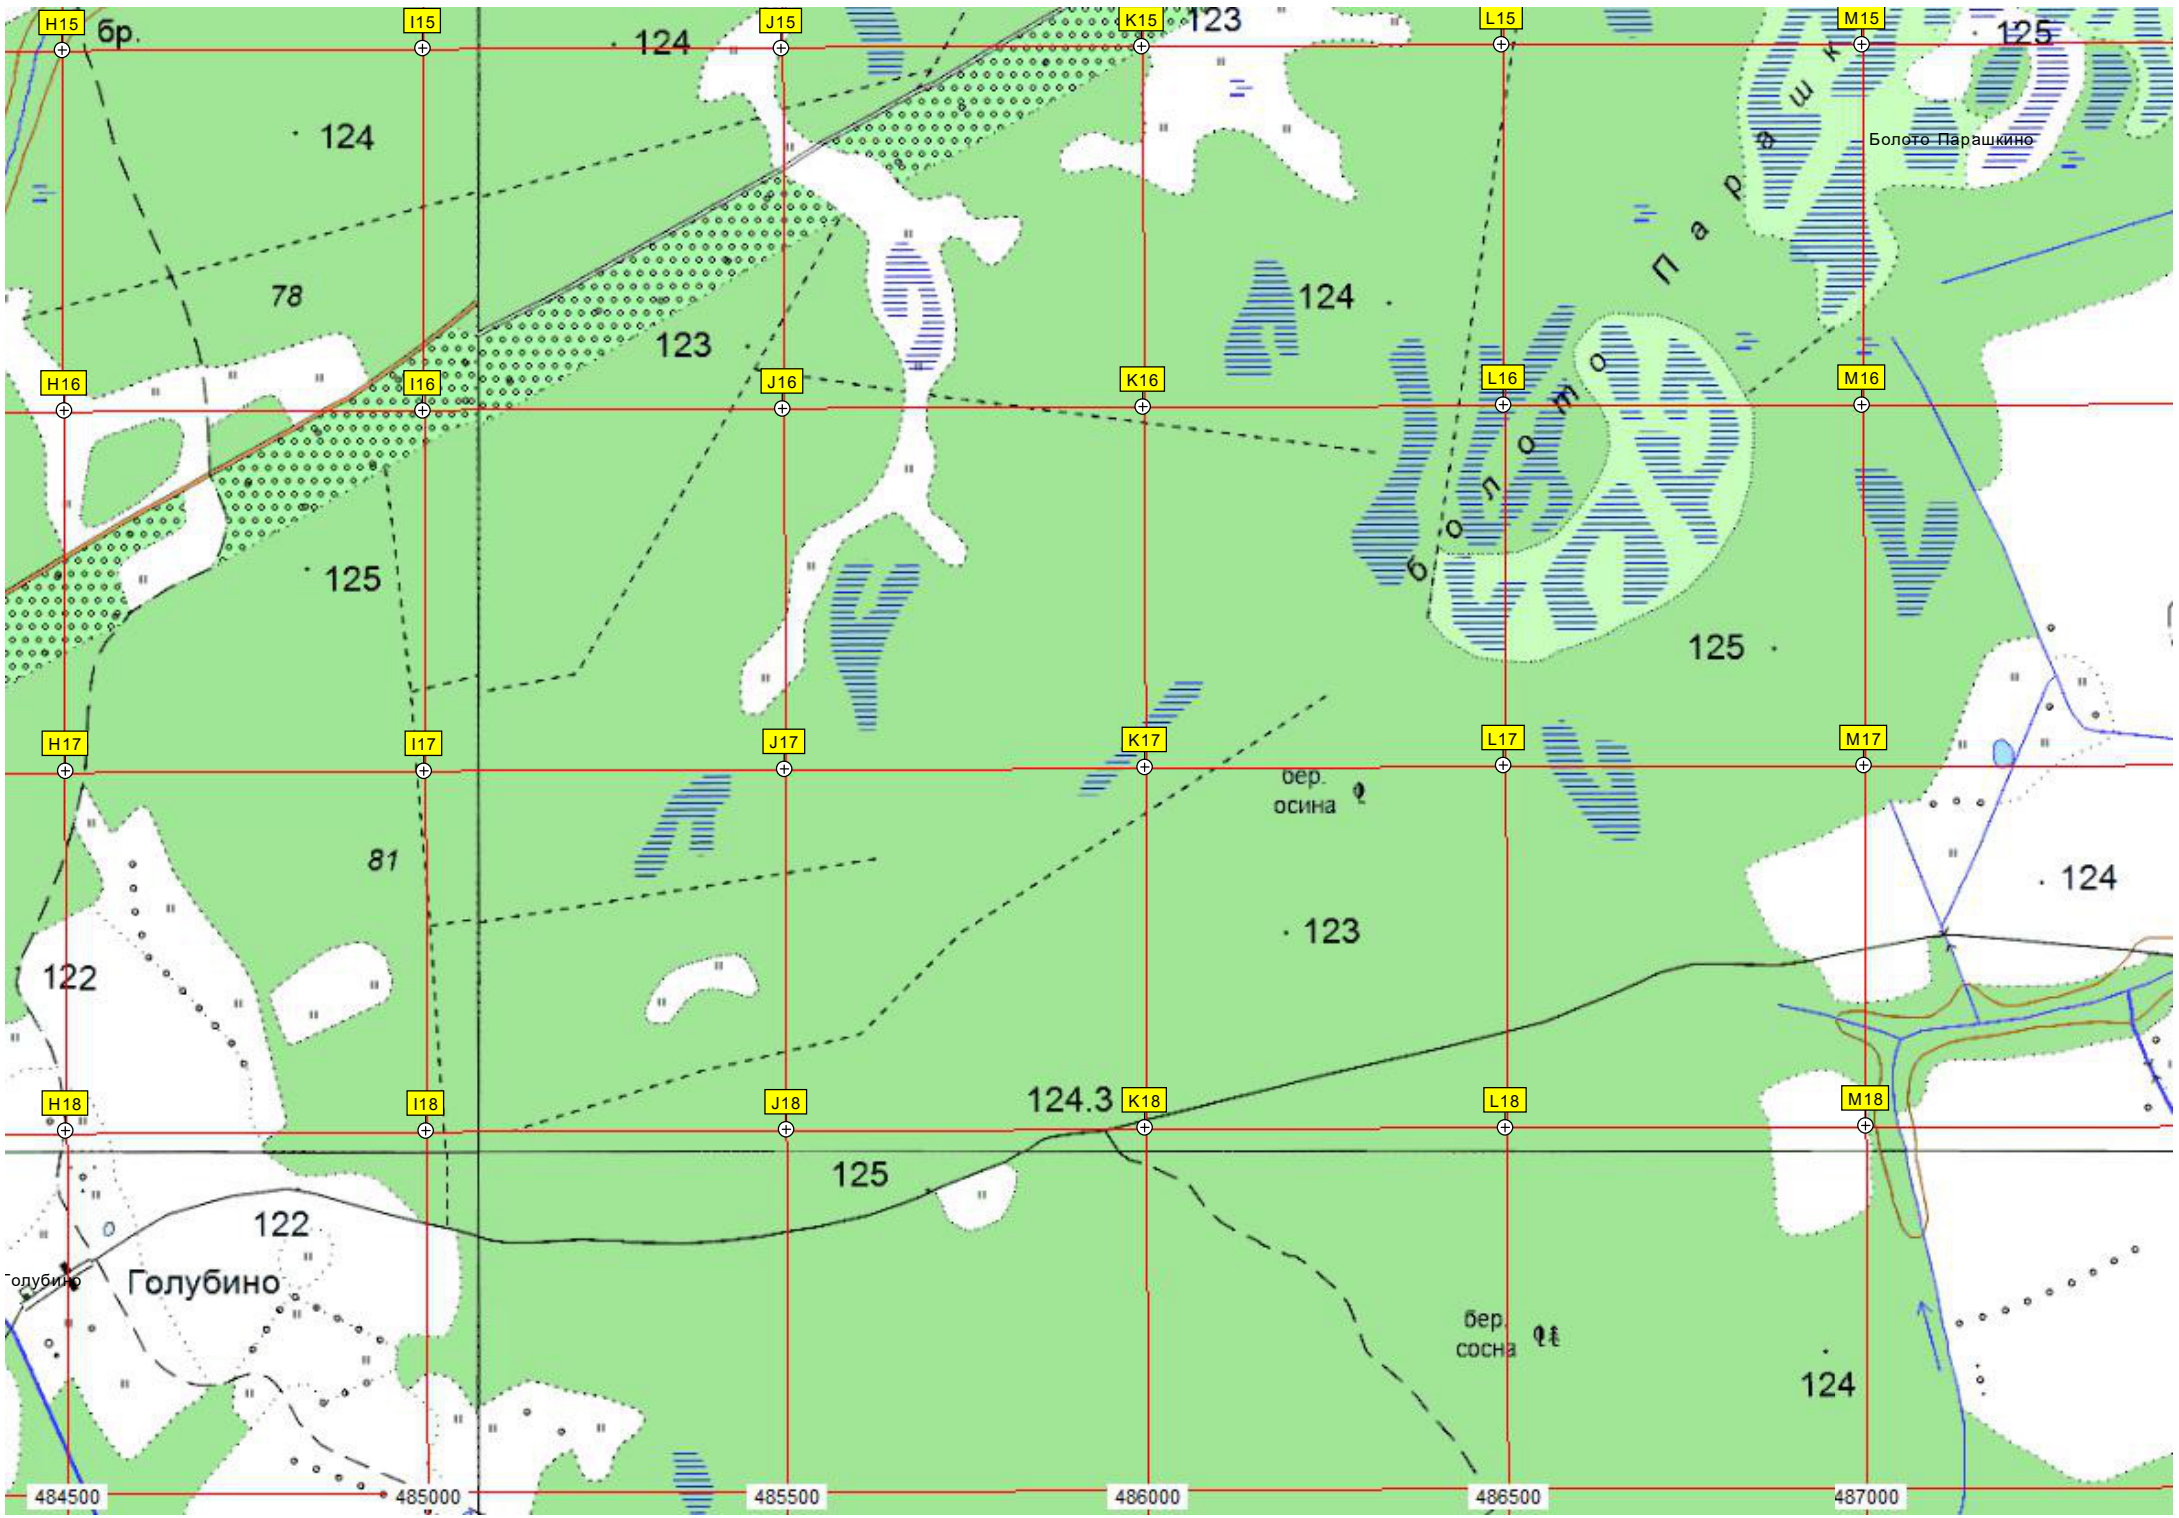 H15
I15
J15
K15
L15
M15
бр.
124
123
125
124
Болото Парашкино
Парашк
болото
78
124
123
H16
I16
J16
K16
L16
M16
125
125
H17
I17
J17
K17
L17
M17
бер.
осина
81
124
123
122
H18
I18
J18
124.3
K18
L18
M18
125
122
Голубино
Голубино
бер.
сосна
124
484500
485000
485500
486000
486500
487000